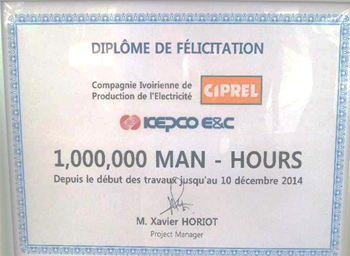 DIPLÔME DE FÉLICITATION
Compagnie Ivoirienne de
Production de l'Electricité
CIPREL
KEPCO E&C
1,000,000 MAN - HOURS
Depuis le début des travaux jusqu'au 10 décembre 2014
M. Xavier HORIOT
Project Manager